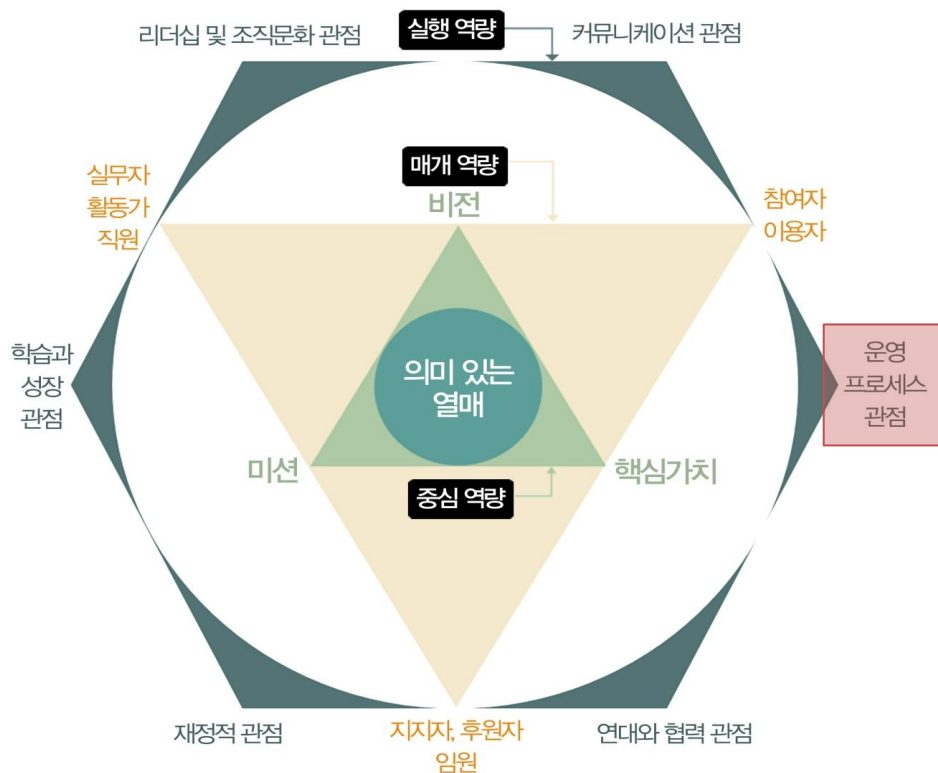 리더십 및 조직문화 관점
실행 역량
커뮤니케이션 관점
매개 역량
실무자
활동가
직원
비전
참여자
이용자
학습과
성장
관점
의미 있는
열매
운영
프로세스
관점
미션
핵심가치
중심 역량
재정적 관점
지지자, 후원자
임원
연대와 협력 관점